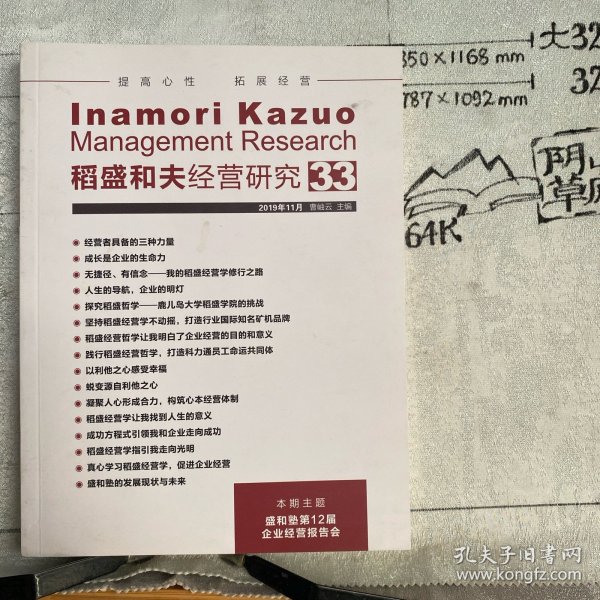 提高心性 拓展经营
Inamori Kazuo
Management Research
稻盛和夫经营研究 33
2019年11月 曹岫云 主编
经营者具备的三种力量
成长是企业的生命力
无捷径、有信念——我的稻盛经营学修行之路
人生的导航，企业的明灯
探究稻盛哲学——鹿儿岛大学稻盛学院的挑战
坚持稻盛经营学不动摇，打造行业国际知名矿机品牌
稻盛经营哲学让我明白了企业经营的目的和意义
践行稻盛经营哲学，打造科力通员工命运共同体
以利他之心感受幸福
蜕变源自利他之心
凝聚人心形成合力，构筑心本经营体制
稻盛经营学让我找到人生的意义
成功方程式引领我和企业走向成功
稻盛经营学指引我走向光明
真心学习稻盛经营学，促进企业经营
盛和塾的发展现状与未来
本期主题
盛和塾第12届
企业经营报告会
850×1168 mm
大32
787×1092 mm
32
64K
阴山
草原
孔夫子旧书网
www.kongfz.com